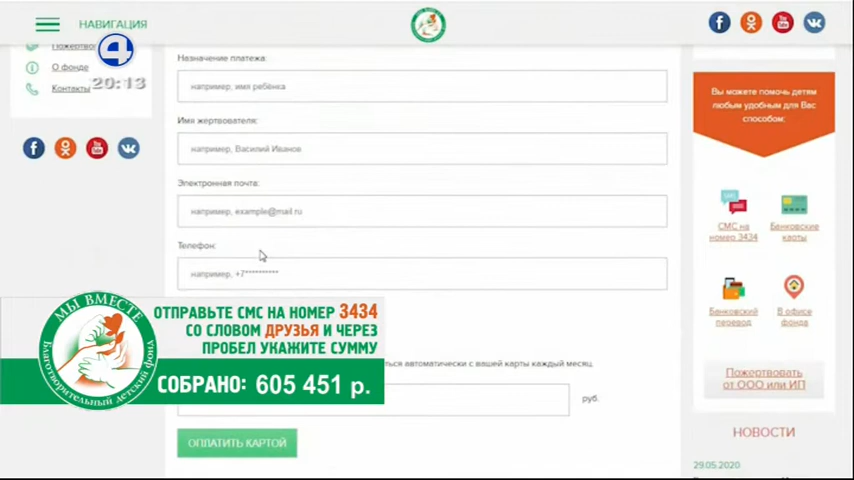 НАВИГАЦИЯ
4
20:13
Пожертво
О фонде
Контакты
Назначение платежа:
например, имя ребёнка
Имя жертвователя:
например, Василий Иванов
Электронная почта:
например, example@mail.ru
Телефон:
например, +7**********
ться автоматически с вашей карты каждый месяц.
руб.
ОПЛАТИТЬ КАРТОЙ
МЫ ВМЕСТЕ
Благотворительный детский фонд
ОТПРАВЬТЕ СМС НА НОМЕР 3434
СО СЛОВОМ ДРУЗЬЯ И ЧЕРЕЗ
ПРОБЕЛ УКАЖИТЕ СУММУ
СОБРАНО: 605 451 р.
Вы можете помочь детям
любым удобным для Вас
способом:
СМС на
номер 3434
Банковские
карты
Банковский
перевод
В офисе
фонда
Пожертвовать
от ООО или ИП
НОВОСТИ
29.05.2020